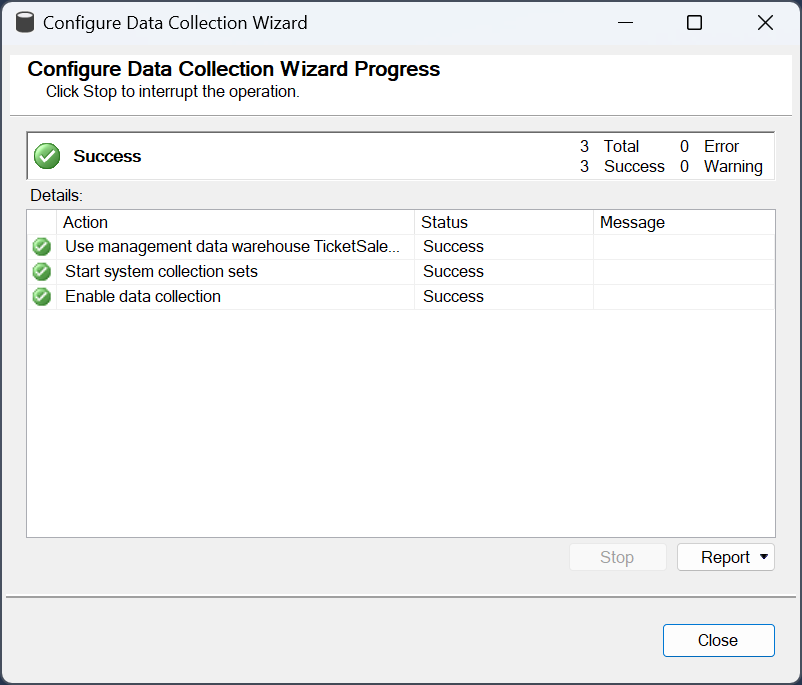 Configure Data Collection Wizard
Configure Data Collection Wizard Progress
Click Stop to interrupt the operation.
Success 3 Total 0 Error
3 Success 0 Warning
Details:
Action Status Message
Use management data warehouse TicketSale... Success
Start system collection sets Success
Enable data collection Success
Stop Report
Close